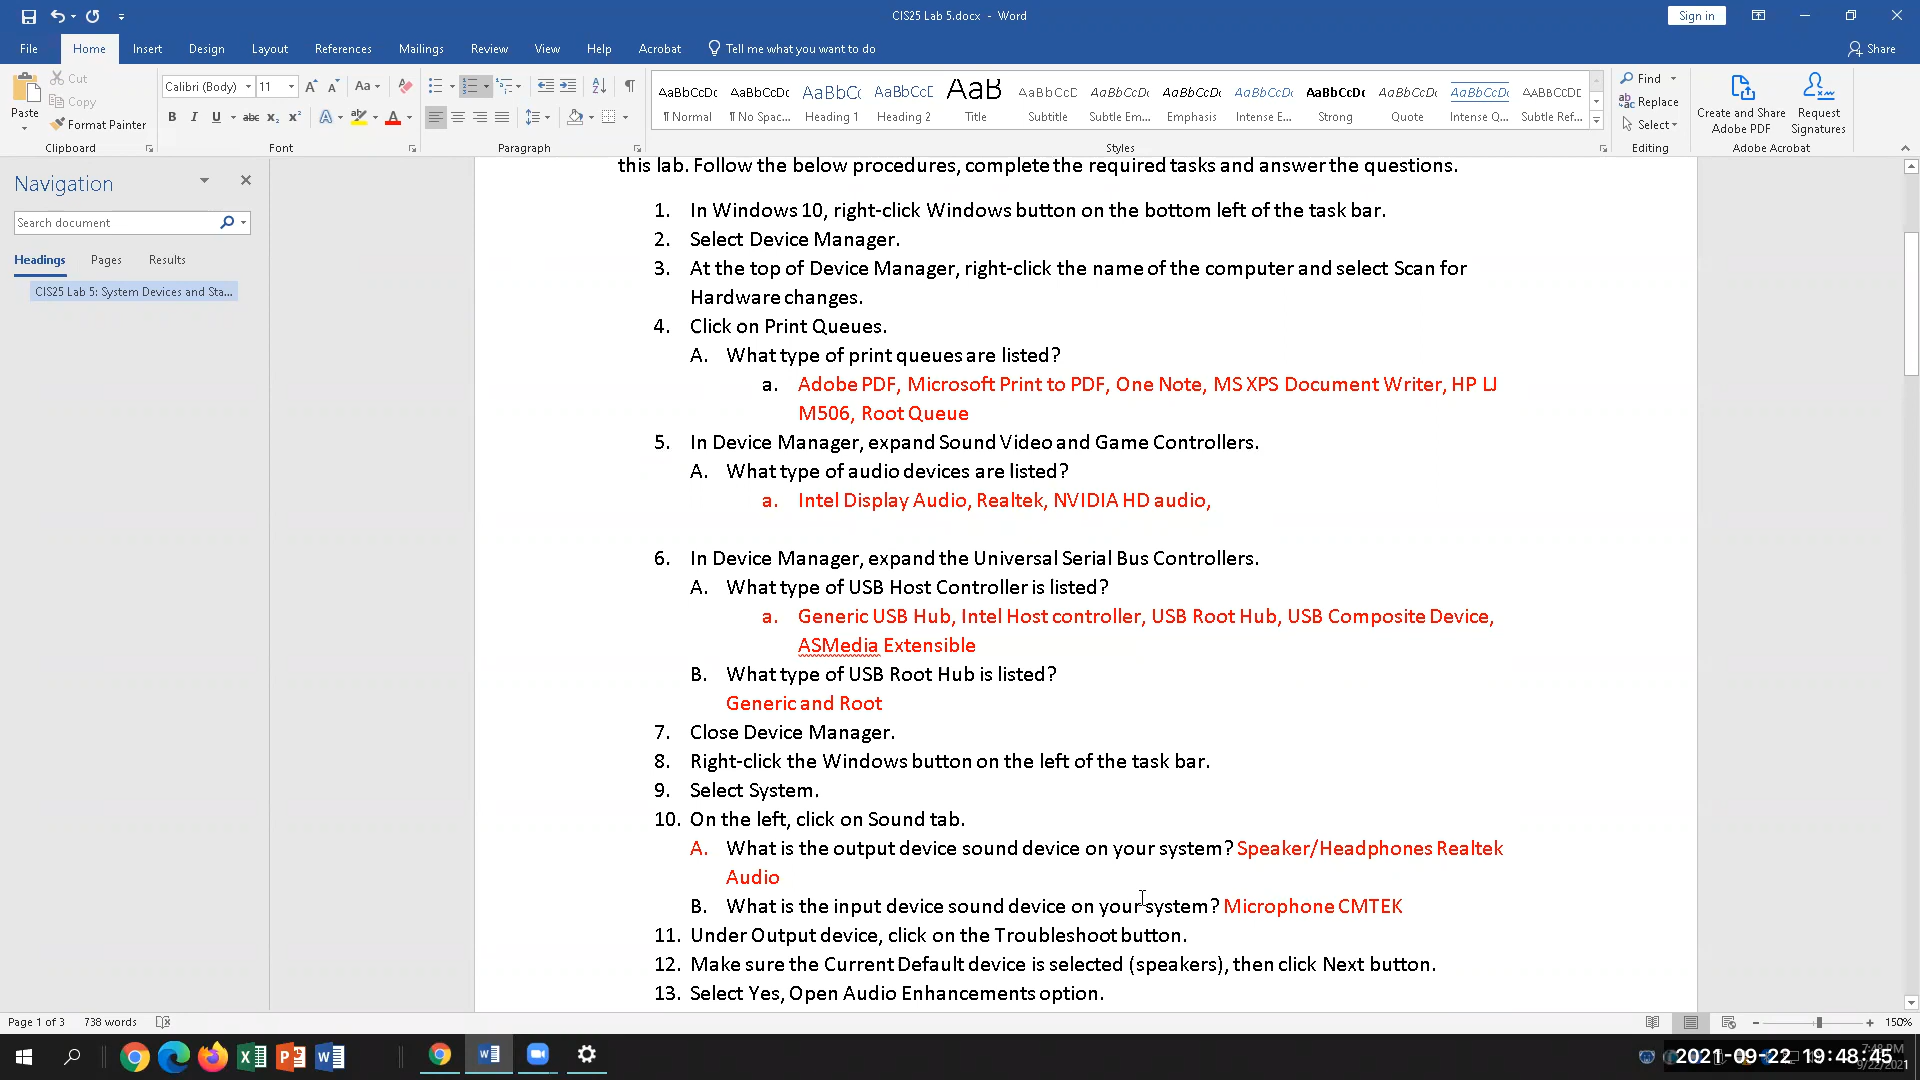 CIS25 Lab 5.docx - Word
Sign in
File Home Insert Design Layout References Mailings Review View Help Acrobat Tell me what you want to do Share
Paste
Cut
Copy
Format Painter
Clipboard
Calibri (Body) 11
Font
Paragraph
AaBbCcDc AaBbCcDc AaBbC( AaBbCcE AaB AaBbCcD AaBbCcDc AaBbCcDc AaBbCcDc AaBbCcDc AaBbCcDc AaBbCcDc AABBCCDE
¶ Normal ¶ No Spac... Heading 1 Heading 2 Title Subtitle Subtle Em... Emphasis Intense E... Strong Quote Intense Q... Subtle Ref...
Styles
Find
Replace
Select
Editing
Create and Share
Adobe PDF
Request
Signatures
Adobe Acrobat
Navigation
Search document
Headings Pages Results
CIS25 Lab 5: System Devices and Sta...
this lab. Follow the below procedures, complete the required tasks and answer the questions.
1. In Windows 10, right-click Windows button on the bottom left of the task bar.
2. Select Device Manager.
3. At the top of Device Manager, right-click the name of the computer and select Scan for
Hardware changes.
4. Click on Print Queues.
A. What type of print queues are listed?
a. Adobe PDF, Microsoft Print to PDF, One Note, MS XPS Document Writer, HP LJ
M506, Root Queue
5. In Device Manager, expand Sound Video and Game Controllers.
A. What type of audio devices are listed?
a. Intel Display Audio, Realtek, NVIDIA HD audio,
6. In Device Manager, expand the Universal Serial Bus Controllers.
A. What type of USB Host Controller is listed?
a. Generic USB Hub, Intel Host controller, USB Root Hub, USB Composite Device,
ASMedia Extensible
B. What type of USB Root Hub is listed?
Generic and Root
7. Close Device Manager.
8. Right-click the Windows button on the left of the task bar.
9. Select System.
10. On the left, click on Sound tab.
A. What is the output device sound device on your system? Speaker/Headphones Realtek
Audio
B. What is the input device sound device on your system? Microphone CMTEK
11. Under Output device, click on the Troubleshoot button.
12. Make sure the Current Default device is selected (speakers), then click Next button.
13. Select Yes, Open Audio Enhancements option.
Page 1 of 3 738 words
150%
2021-09-22 19:48:45
7:48 PM
9/22/2021